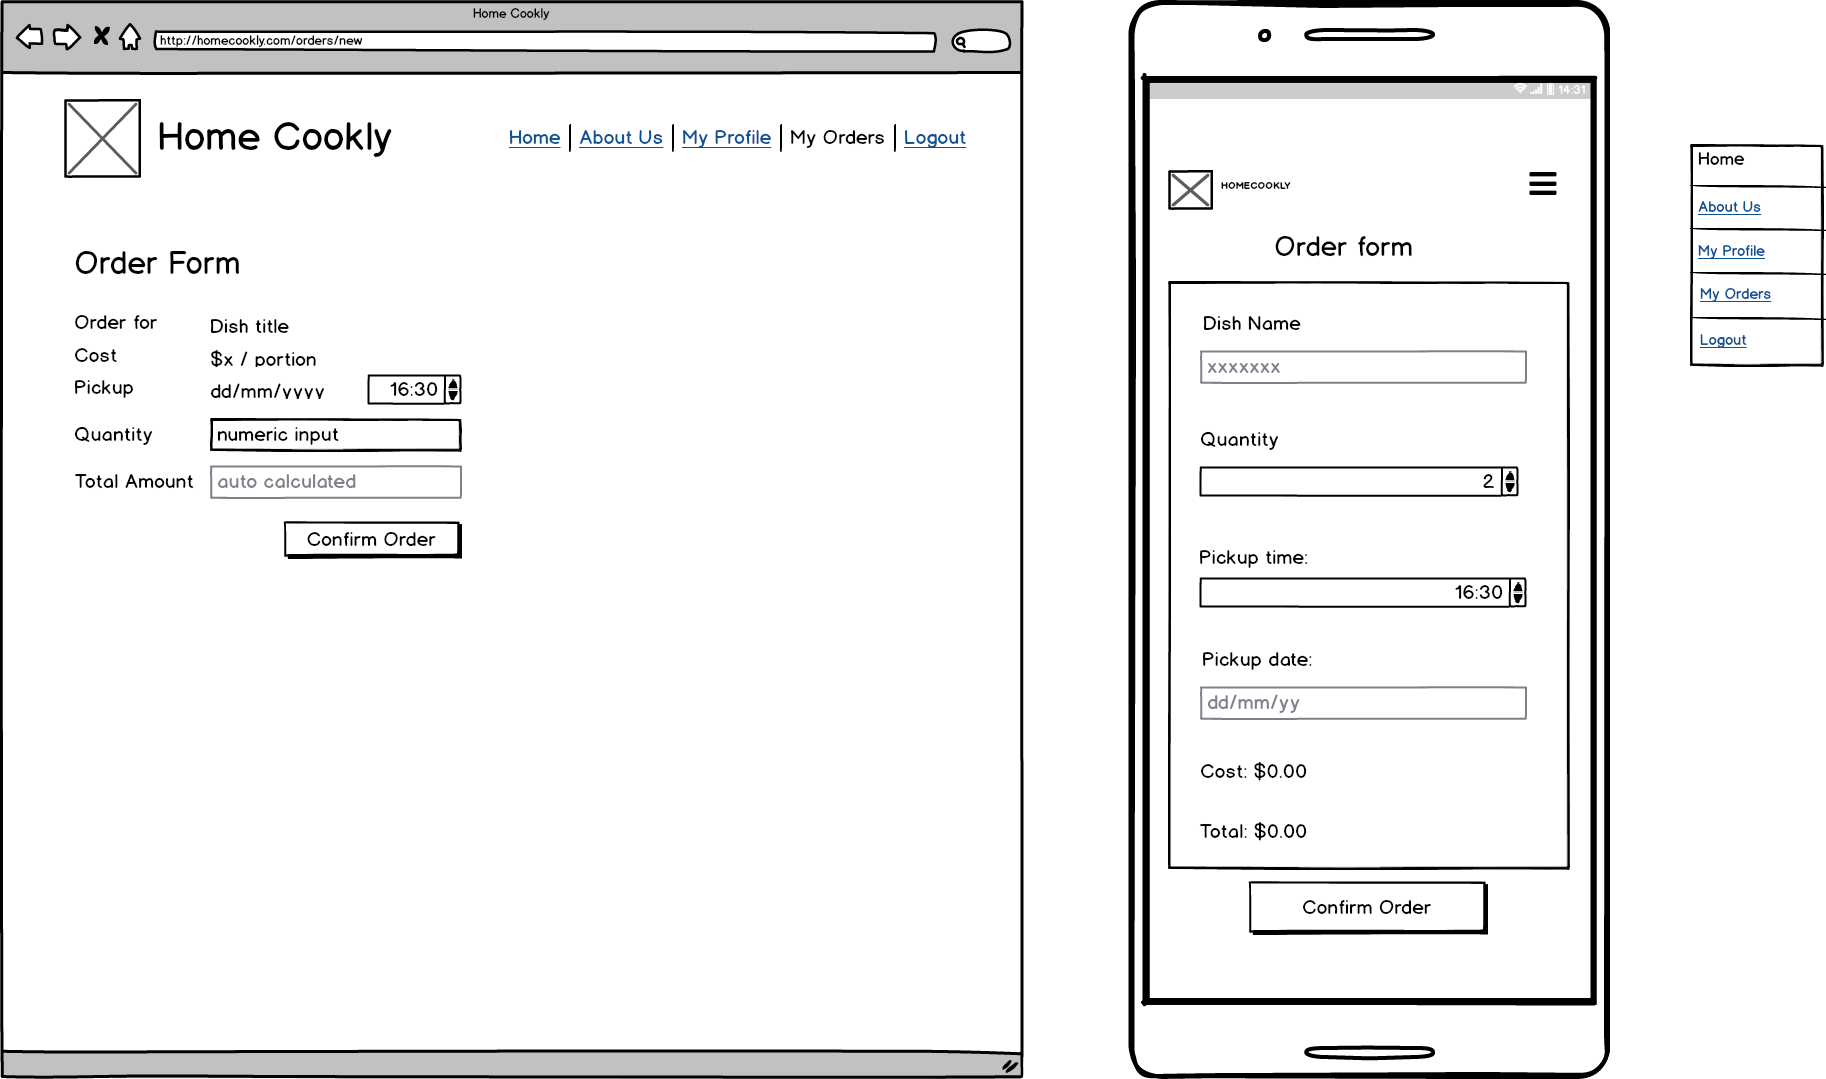 Home Cookly
http://homecookly.com/orders/new
Home Cookly
Home | About Us | My Profile | My Orders | Logout
Order Form
Order for Dish title
Cost $x / portion
Pickup dd/mm/yyyy 16:30
Quantity numeric input
Total Amount auto calculated
Confirm Order
14:31
HOMECOOKLY
Order form
Dish Name
xxxxxxx
Quantity
2
Pickup time:
16:30
Pickup date:
dd/mm/yy
Cost: $0.00
Total: $0.00
Confirm Order
Home
About Us
My Profile
My Orders
Logout